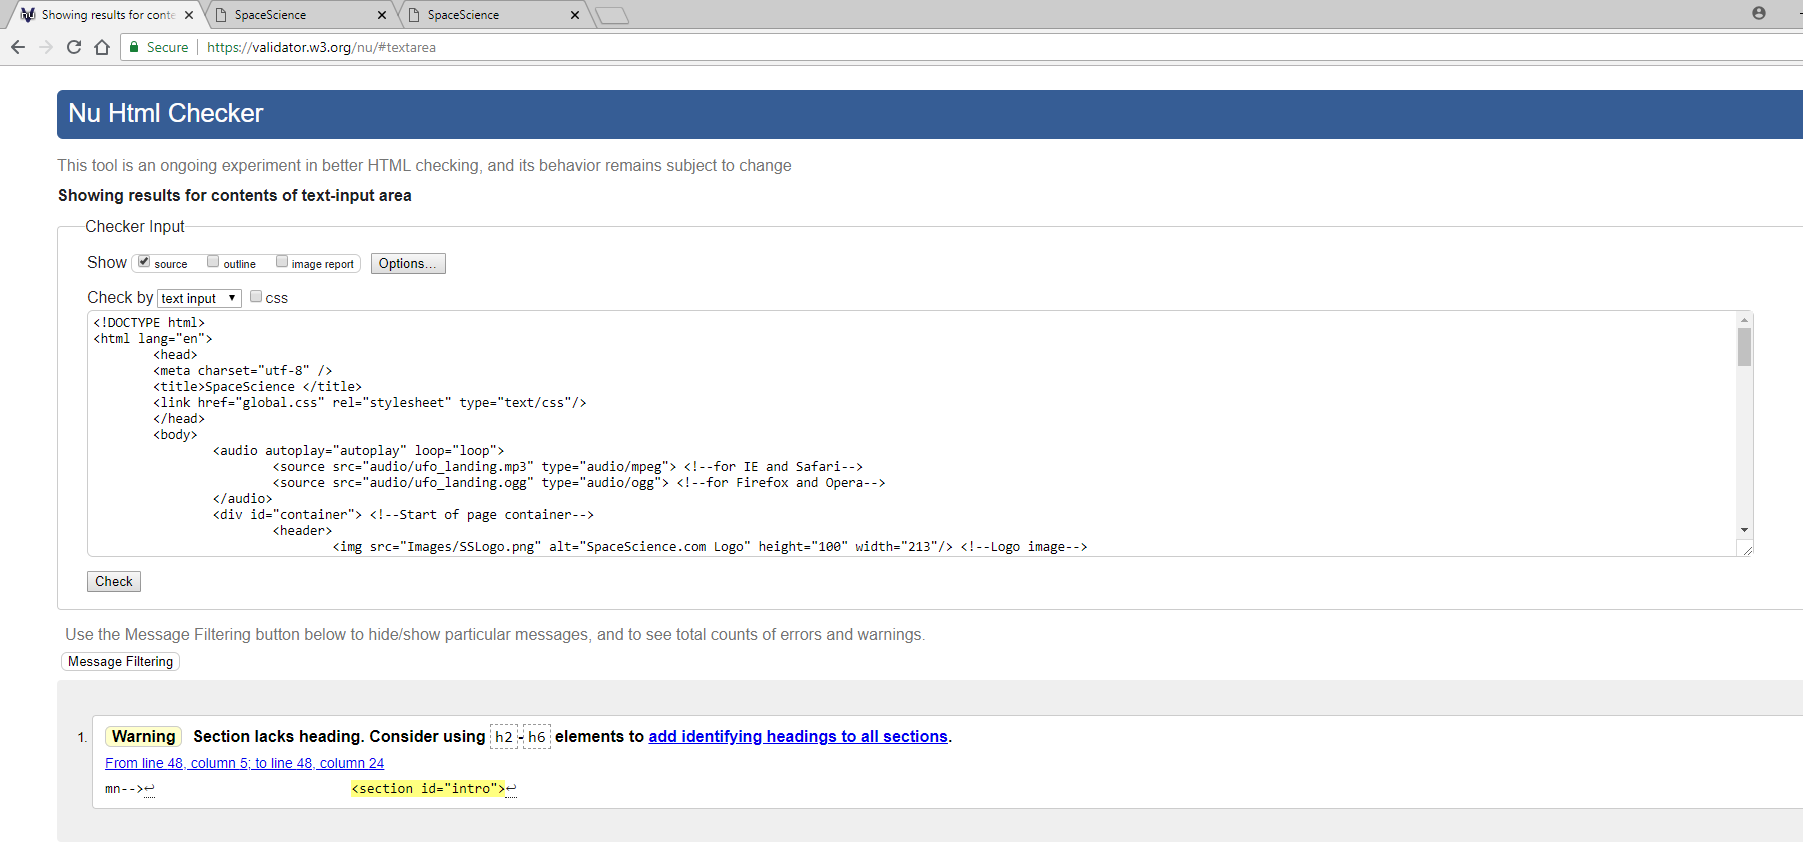 Showing results for conte
SpaceScience
SpaceScience
Secure
https://validator.w3.org/nu/#textarea
Nu Html Checker
This tool is an ongoing experiment in better HTML checking, and its behavior remains subject to change
Showing results for contents of text-input area
Checker Input
Show source outline image report Options...
Check by text input css
<!DOCTYPE html>
<html lang="en">
<head>
<meta charset="utf-8" />
<title>SpaceScience </title>
<link href="global.css" rel="stylesheet" type="text/css"/>
</head>
<body>
<audio autoplay="autoplay" loop="loop">
<source src="audio/ufo_landing.mp3" type="audio/mpeg"> <!--for IE and Safari-->
<source src="audio/ufo_landing.ogg" type="audio/ogg"> <!--for Firefox and Opera-->
</audio>
<div id="container"> <!--Start of page container-->
<header>
<img src="Images/SSLogo.png" alt="SpaceScience.com Logo" height="100" width="213"/> <!--Logo image-->
Check
Use the Message Filtering button below to hide/show particular messages, and to see total counts of errors and warnings.
Message Filtering
1. Warning Section lacks heading. Consider using h2-h6 elements to add identifying headings to all sections.
From line 48, column 5; to line 48, column 24
mn-->↩ <section id="intro">↩